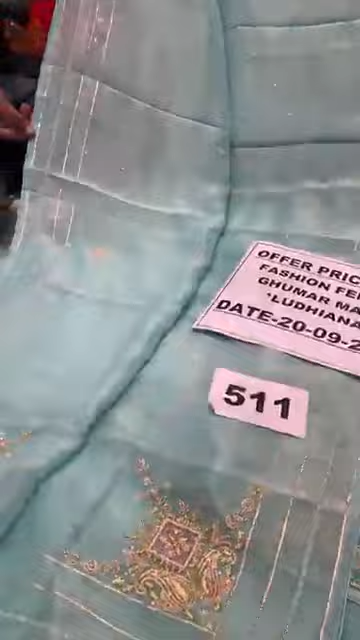 OFFER PRIC
FASHION FE
GHUMAR MA
'LUDHIANA
DATE-20-09-2
511